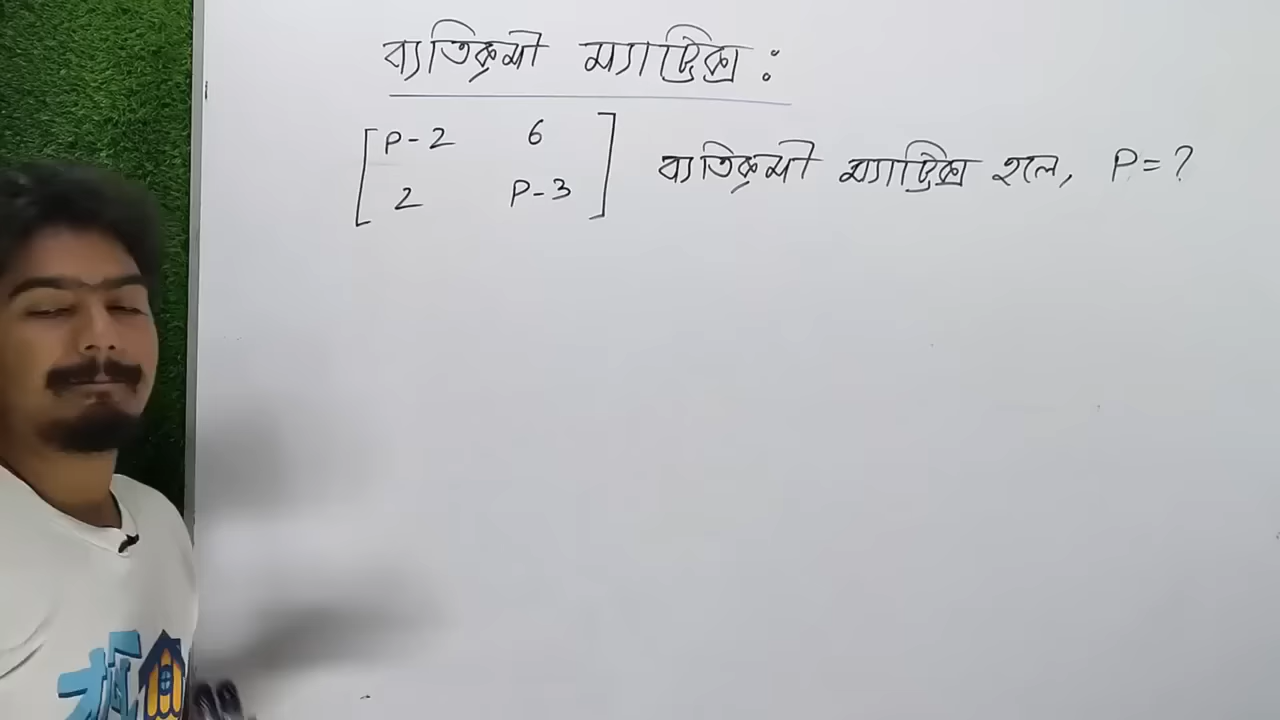 ব্যতিক্রমী ম্যাট্রিক্স :
[P-2 6
2 P-3] ব্যতিক্রমী ম্যাট্রিক্স হলে, P=?